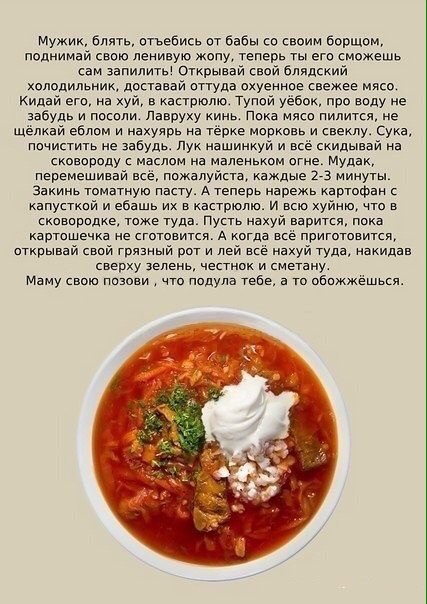 Мужик, блять, отъебись от бабы со своим борщом,
поднимай свою ленивую жопу, теперь ты его сможешь
сам запилить! Открывай свой блядский
холодильник, доставай оттуда охуенное свежее мясо.
Кидай его, на хуй, в кастрюлю. Тупой уёбок, про воду не
забудь и посоли. Лавруху кинь. Пока мясо пилится, не
щёлкай еблом и нахуярь на тёрке морковь и свеклу. Сука,
почистить не забудь. Лук нашинкуй и всё скидывай на
сковороду с маслом на маленьком огне. Мудак,
перемешивай всё, пожалуйста, каждые 2-3 минуты.
Закинь томатную пасту. А теперь нарежь картофан с
капусткой и ебашь их в кастрюлю. И всю хуйню, что в
сковородке, тоже туда. Пусть нахуй варится, пока
картошечка не сготовится. А когда всё приготовится,
открывай свой грязный рот и лей всё нахуй туда, накидав
сверху зелень, честнок и сметану.
Маму свою позови , что подула тебе, а то обожжёшься.